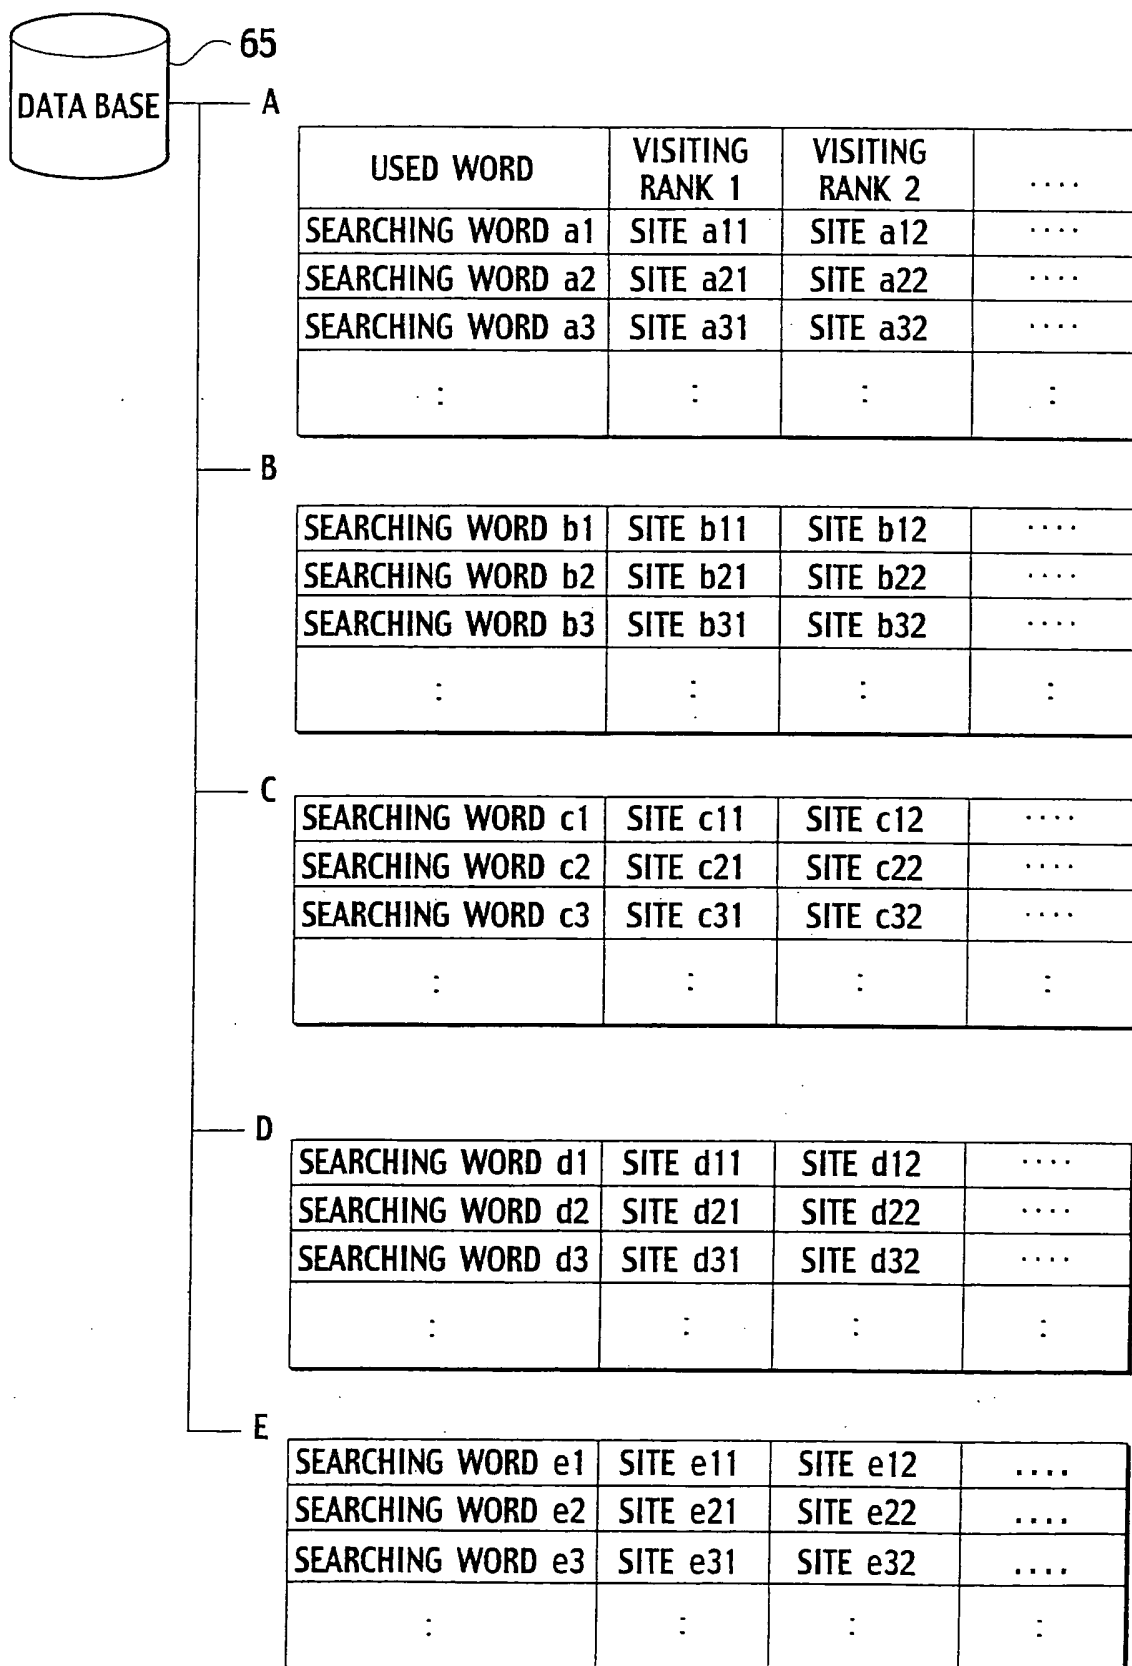 65
DATA BASE
A
USED WORD VISITING RANK 1 VISITING RANK 2 ....
SEARCHING WORD a1 SITE a11 SITE a12 ....
SEARCHING WORD a2 SITE a21 SITE a22 ....
SEARCHING WORD a3 SITE a31 SITE a32 ....
: : : :
B
SEARCHING WORD b1 SITE b11 SITE b12 ....
SEARCHING WORD b2 SITE b21 SITE b22 ....
SEARCHING WORD b3 SITE b31 SITE b32 ....
: : : :
C
SEARCHING WORD c1 SITE c11 SITE c12 ....
SEARCHING WORD c2 SITE c21 SITE c22 ....
SEARCHING WORD c3 SITE c31 SITE c32 ....
: : : :
D
SEARCHING WORD d1 SITE d11 SITE d12 ....
SEARCHING WORD d2 SITE d21 SITE d22 ....
SEARCHING WORD d3 SITE d31 SITE d32 ....
: : : :
E
SEARCHING WORD e1 SITE e11 SITE e12 ....
SEARCHING WORD e2 SITE e21 SITE e22 ....
SEARCHING WORD e3 SITE e31 SITE e32 ....
: : : :